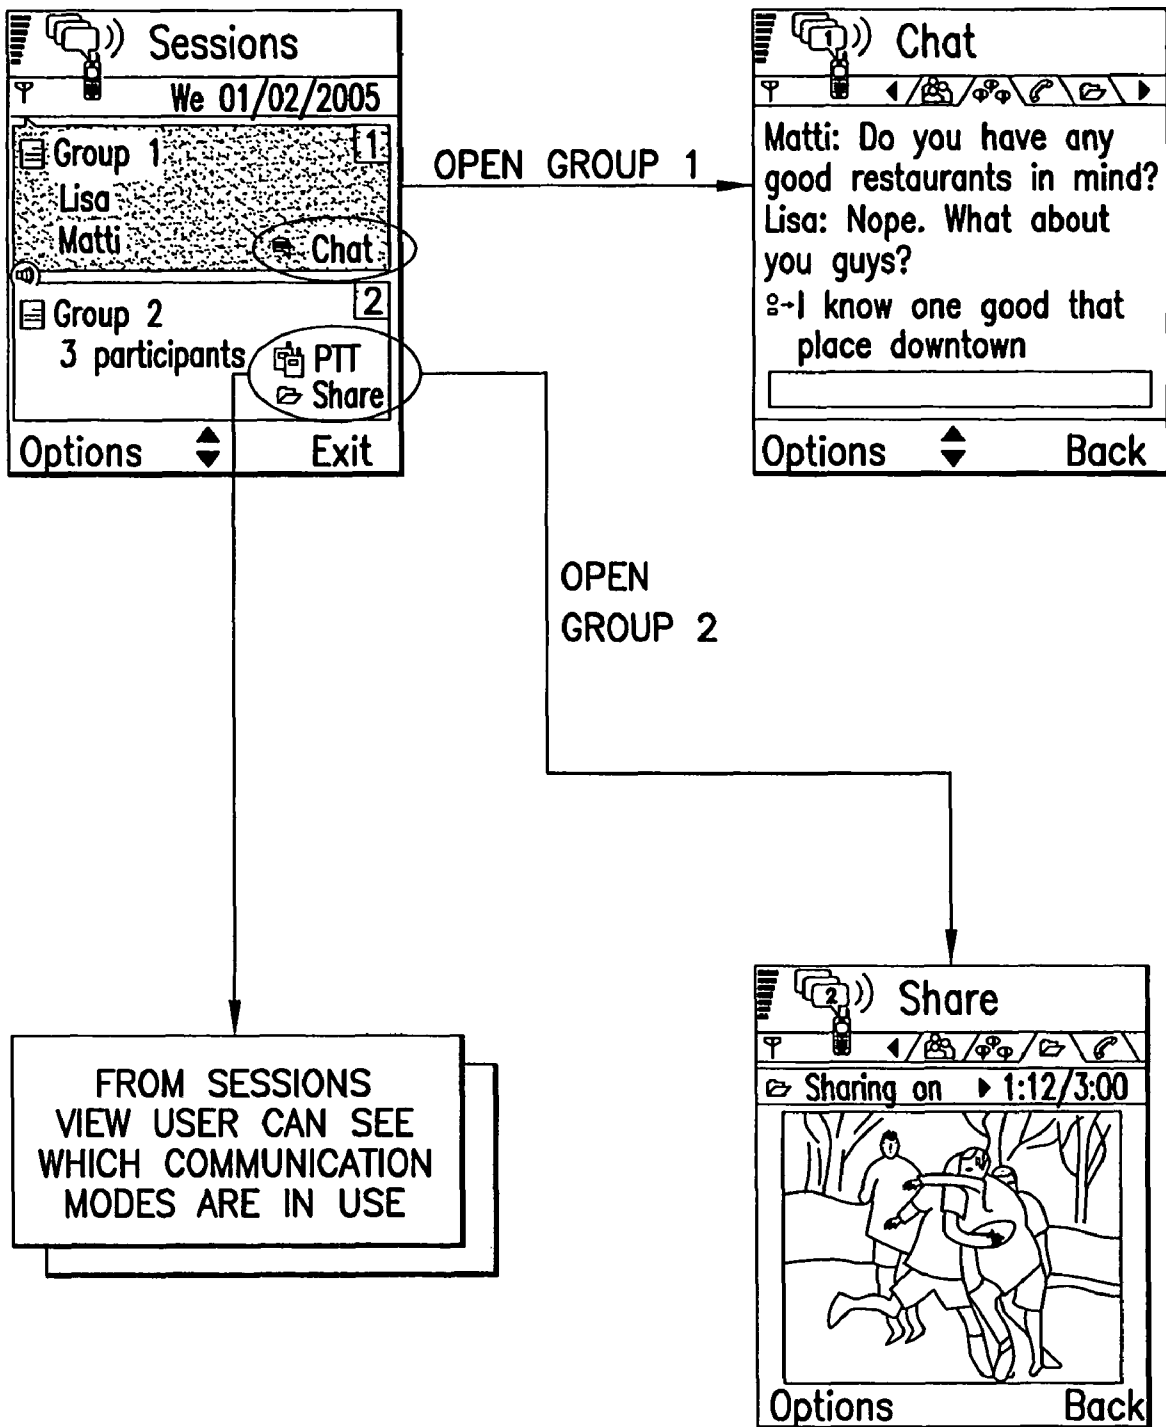 Sessions
We 01/02/2005
Group 1
1
Lisa
Matti
Chat
Group 2
2
3 participants
PTT
Share
Options
Exit
OPEN GROUP 1
1
Chat
Matti: Do you have any
good restaurants in mind?
Lisa: Nope. What about
you guys?
I know one good that
place downtown
Options
Back
OPEN
GROUP 2
FROM SESSIONS
VIEW USER CAN SEE
WHICH COMMUNICATION
MODES ARE IN USE
2
Share
Sharing on
1:12/3:00
Options
Back